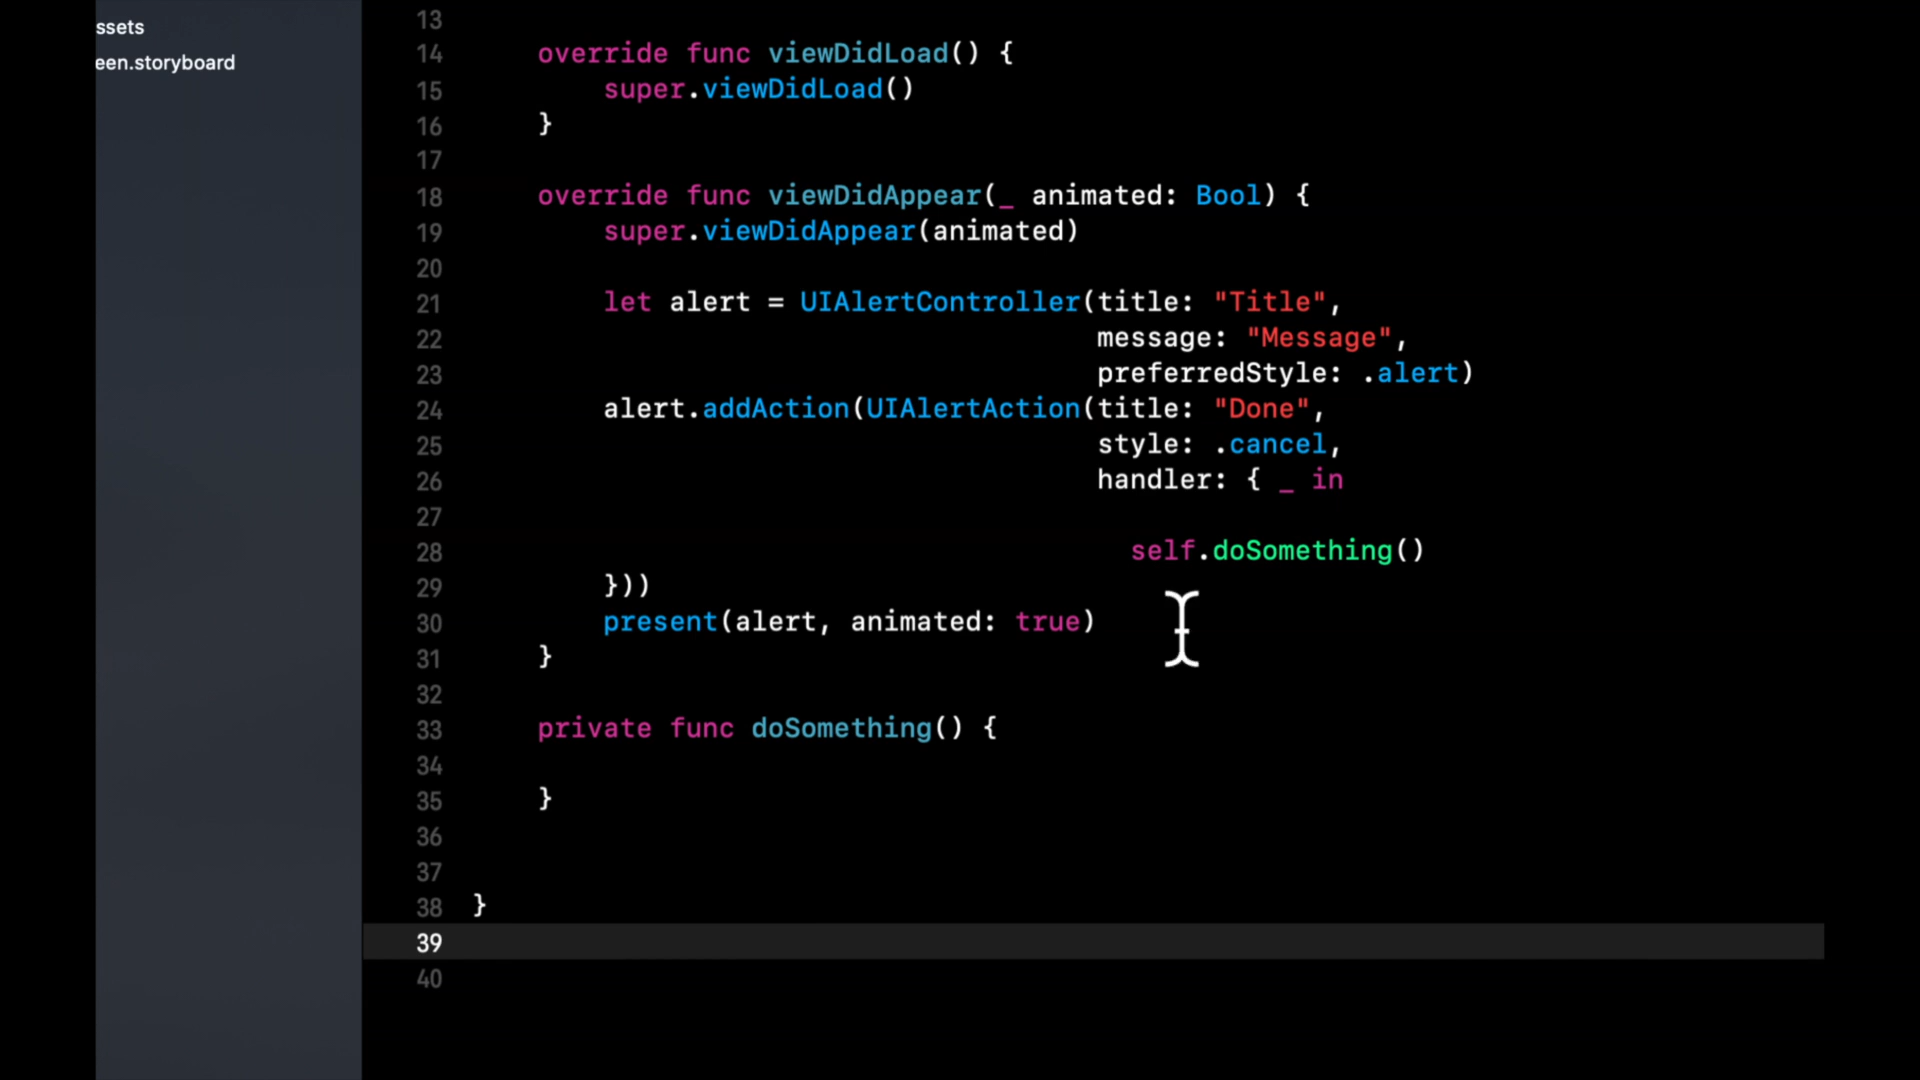 ssets
een.storyboard
13
14 override func viewDidLoad() {
15 super.viewDidLoad()
16 }
17
18 override func viewDidAppear(_ animated: Bool) {
19 super.viewDidAppear(animated)
20
21 let alert = UIAlertController(title: "Title",
22 message: "Message",
23 preferredStyle: .alert)
24 alert.addAction(UIAlertAction(title: "Done",
25 style: .cancel,
26 handler: { _ in
27
28 self.doSomething()
29 }))
30 present(alert, animated: true)
31 }
32
33 private func doSomething() {
34
35 }
36
37
38 }
39
40